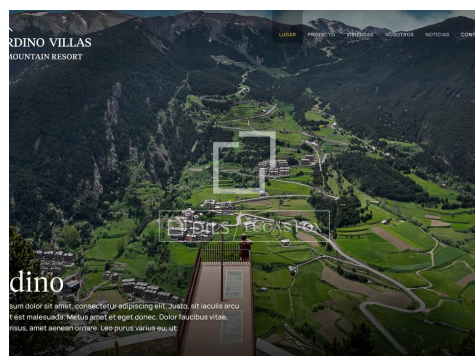 RDINO VILLAS
MOUNTAIN RESORT
LUGAR PROYECTO VIVIENDAS NOSOTROS NOTÍCIAS CONT
dino
sum dolor sit amet, consectetur adipiscing elit. Justo, sit iaculis arcu
t est malesuada. Metus amet et eget donec. Dolor faucibus vitae,
risus, amet aenean ornare. Leo purus varius eu, ut.